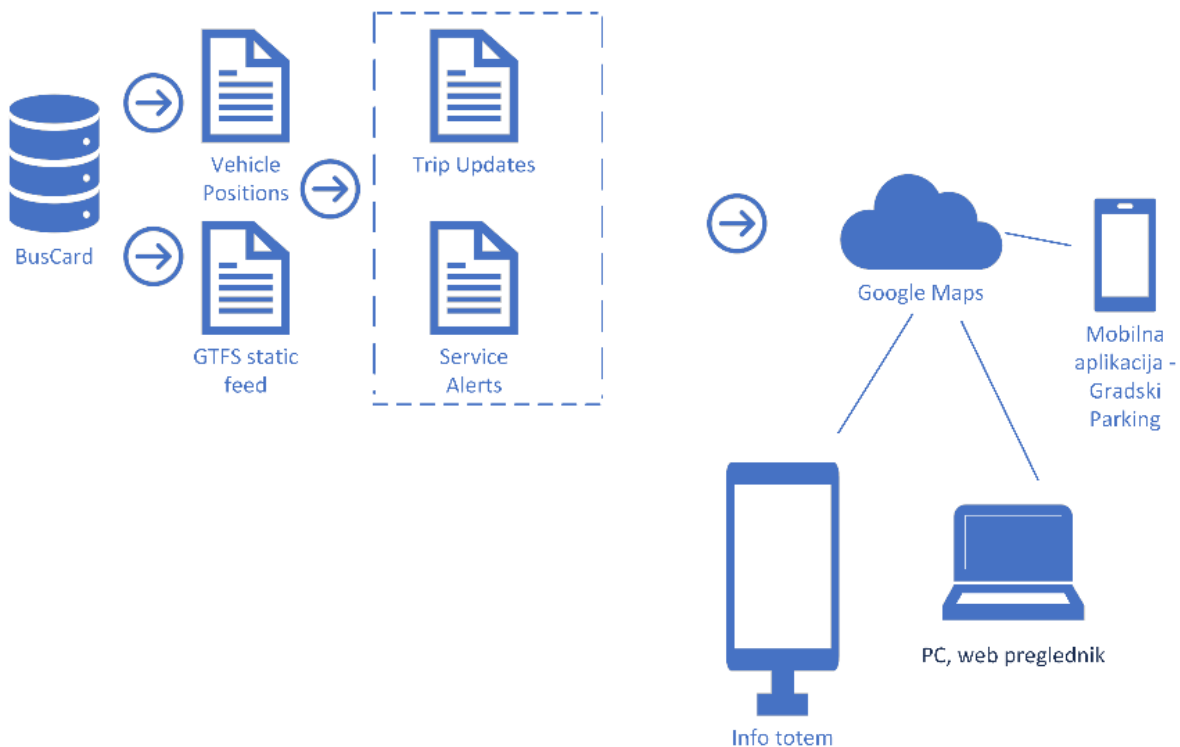 Vehicle
Positions
Trip Updates
BusCard
GTFS static
feed
Service
Alerts
Google Maps
Mobilna
aplikacija -
Gradski
Parking
PC, web preglednik
Info totem